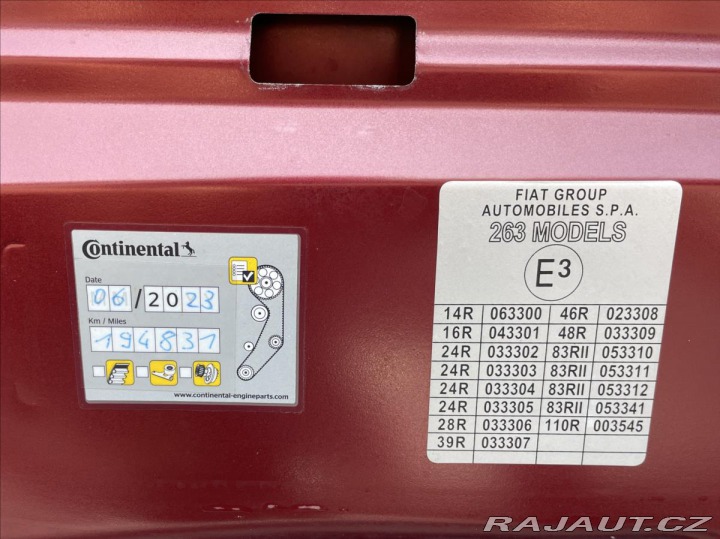 Continental
Date
06/2023
Km / Miles
194831
www.continental-engineparts.com
FIAT GROUP
AUTOMOBILES S.P.A.
263 MODELS
E3
14R 063300 46R 023308
16R 043301 48R 033309
24R 033302 83RII 053310
24R 033303 83RII 053311
24R 033304 83RII 053312
24R 033305 83RII 053341
28R 033306 110R 003545
39R 033307
RAJAUT.CZ